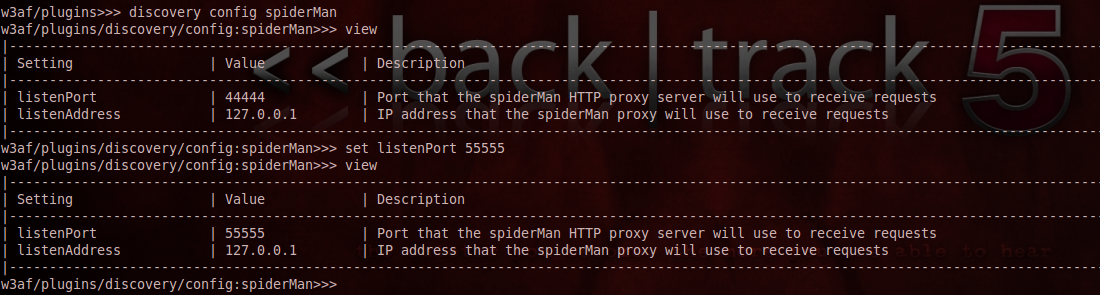 w3af/plugins>>> discovery config spiderMan
w3af/plugins/discovery/config:spiderMan>>> view
|-----------------------------------------------------------------------------------------------------------------------------------
| Setting | Value | Description
|-----------------------------------------------------------------------------------------------------------------------------------
| listenPort | 44444 | Port that the spiderMan HTTP proxy server will use to receive requests
| listenAddress | 127.0.0.1 | IP address that the spiderMan proxy will use to receive requests
|-----------------------------------------------------------------------------------------------------------------------------------
w3af/plugins/discovery/config:spiderMan>>> set listenPort 55555
w3af/plugins/discovery/config:spiderMan>>> view
|-----------------------------------------------------------------------------------------------------------------------------------
| Setting | Value | Description
|-----------------------------------------------------------------------------------------------------------------------------------
| listenPort | 55555 | Port that the spiderMan HTTP proxy server will use to receive requests
| listenAddress | 127.0.0.1 | IP address that the spiderMan proxy will use to receive requests
|-----------------------------------------------------------------------------------------------------------------------------------
w3af/plugins/discovery/config:spiderMan>>>
<< back | track 5
able to hear